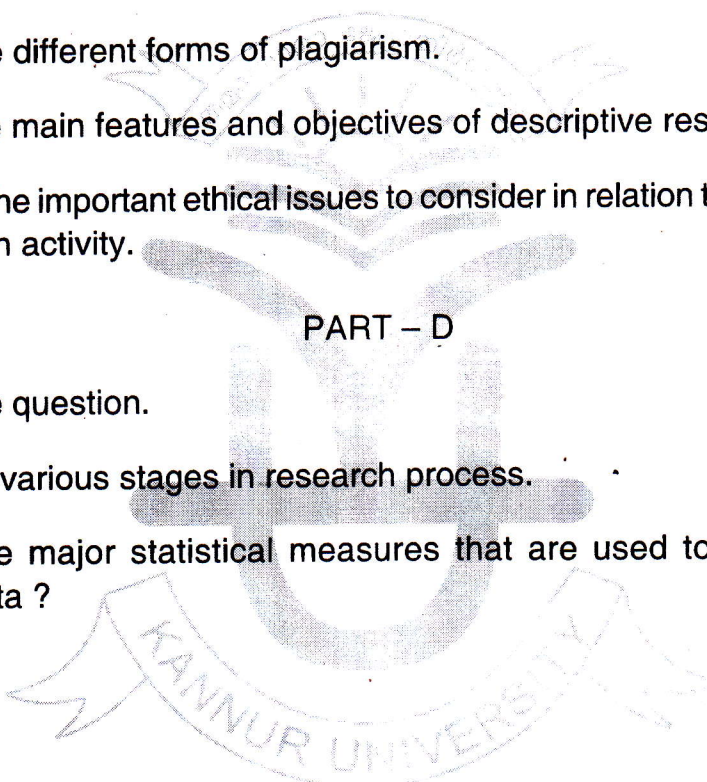 e different forms of plagiarism.
e main features and objectives of descriptive res
he important ethical issues to consider in relation t
h activity.
PART – D
e question.
various stages in research process.
e major statistical measures that are used to
ta ?
KANNUR UNIVERSITY